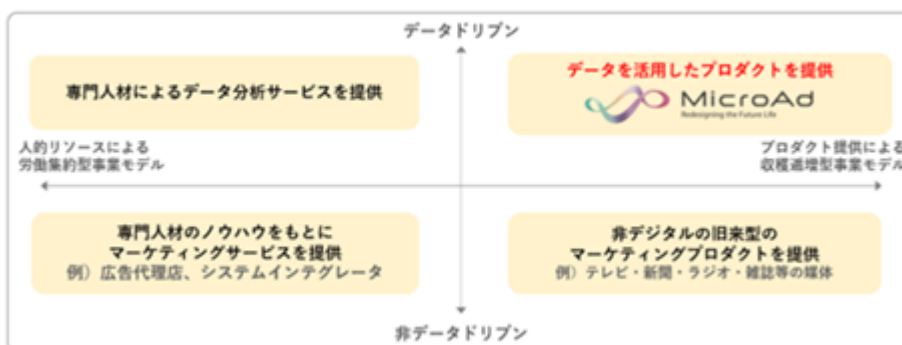 データドリブン
専門人材によるデータ分析サービスを提供
データを活用したプロダクトを提供
MicroAd
Redesigning the Future Life
人的リソースによる
労働集約型事業モデル
プロダクト提供による
収穫逓増型事業モデル
専門人材のノウハウをもとに
マーケティングサービスを提供
例）広告代理店、システムインテグレータ
非デジタルの旧来型の
マーケティングプロダクトを提供
例）テレビ・新聞・ラジオ・雑誌等の媒体
非データドリブン